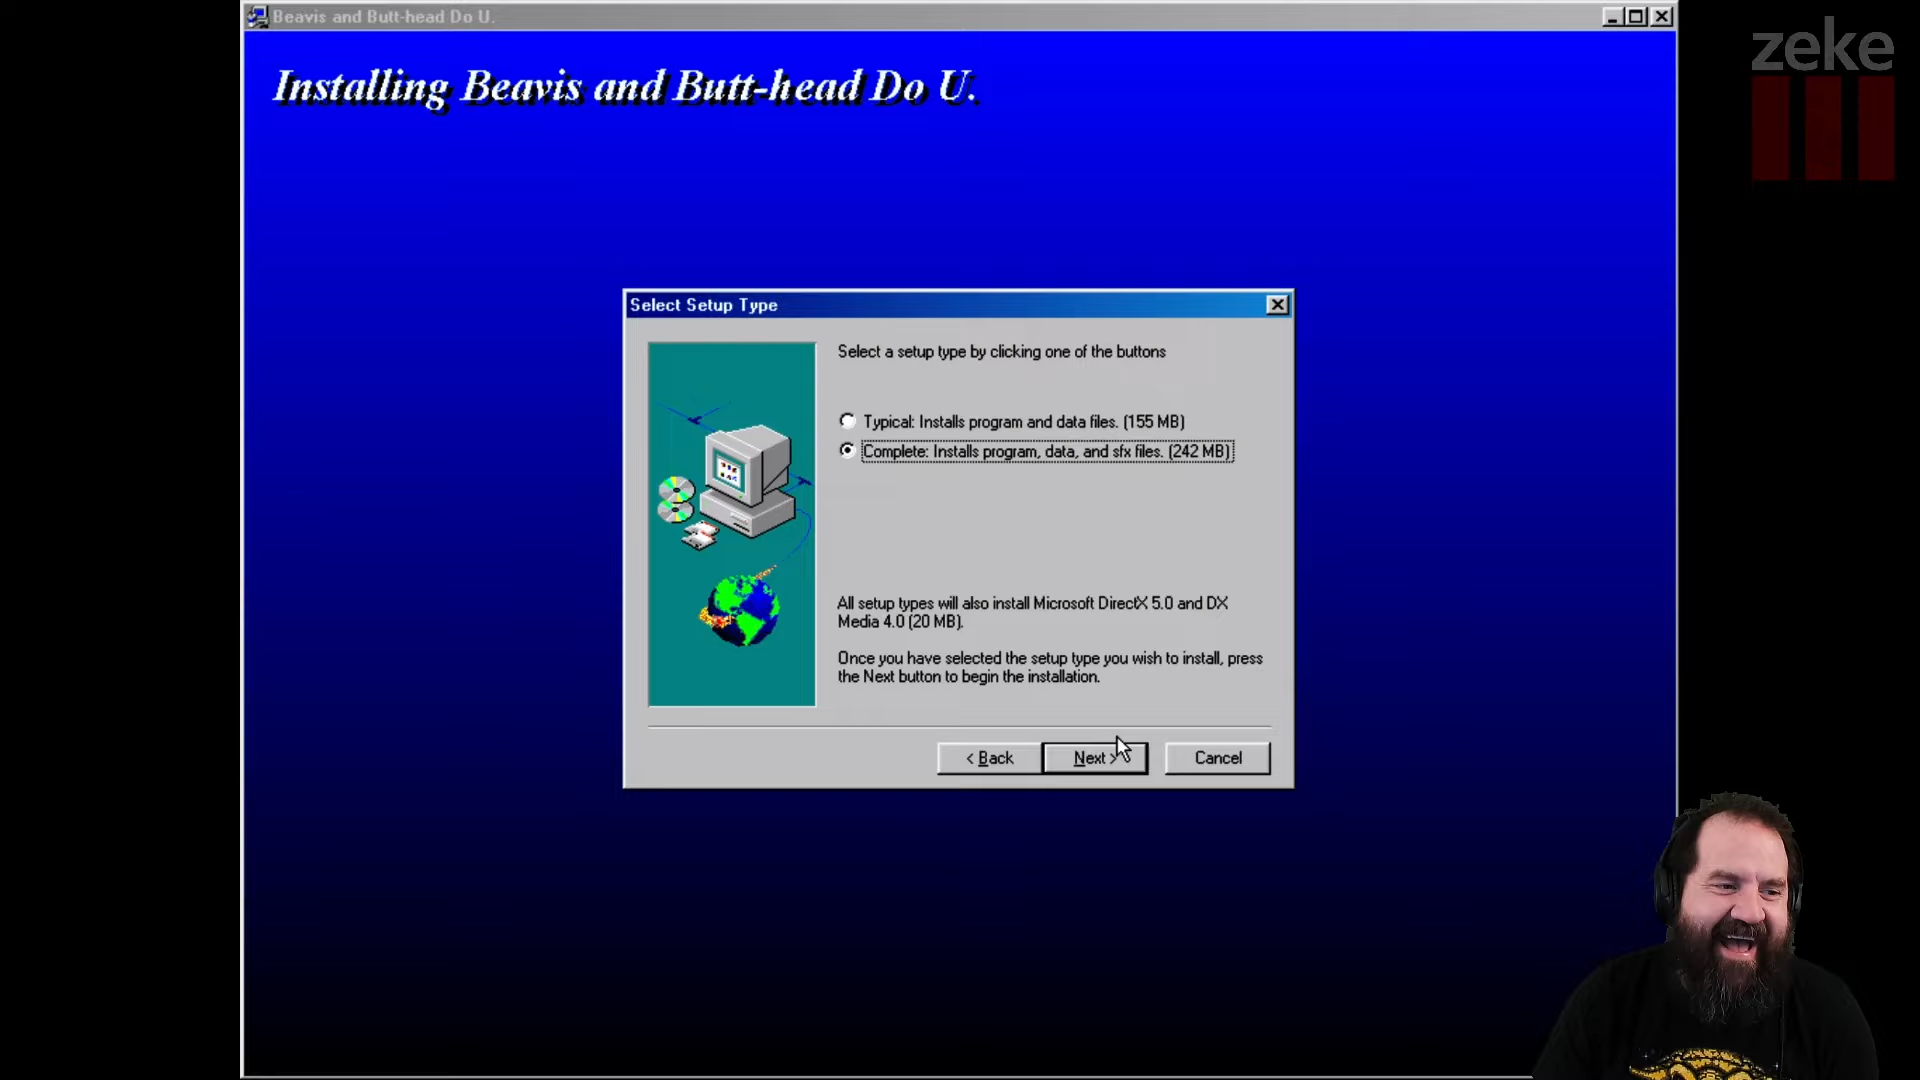 Beavis and Butt-head Do U.
zeke
Installing Beavis and Butt-head Do U.
Select Setup Type
Select a setup type by clicking one of the buttons
Typical: Installs program and data files. (155 MB)
Complete: Installs program, data, and sfx files. (242 MB)
All setup types will also install Microsoft DirectX 5.0 and DX
Media 4.0 (20 MB).
Once you have selected the setup type you wish to install, press
the Next button to begin the installation.
< Back
Next >
Cancel